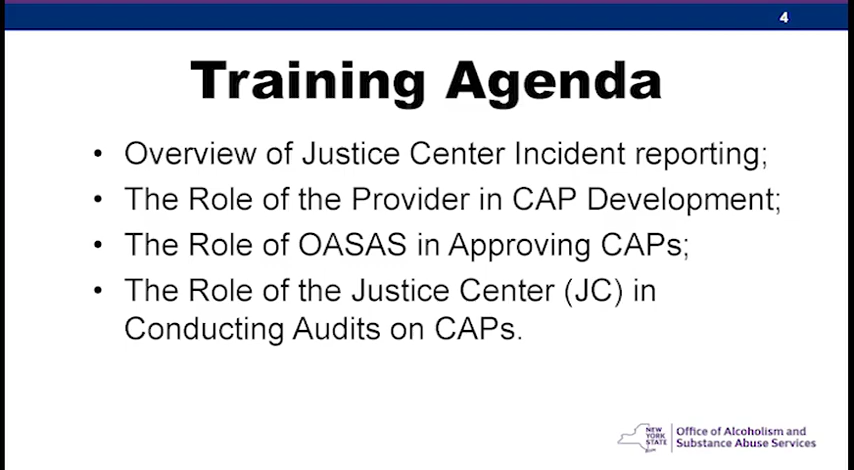 4
Training Agenda
• Overview of Justice Center Incident reporting;
• The Role of the Provider in CAP Development;
• The Role of OASAS in Approving CAPs;
• The Role of the Justice Center (JC) in
Conducting Audits on CAPs.
NEW
YORK
STATE
Office of Alcoholism and
Substance Abuse Services